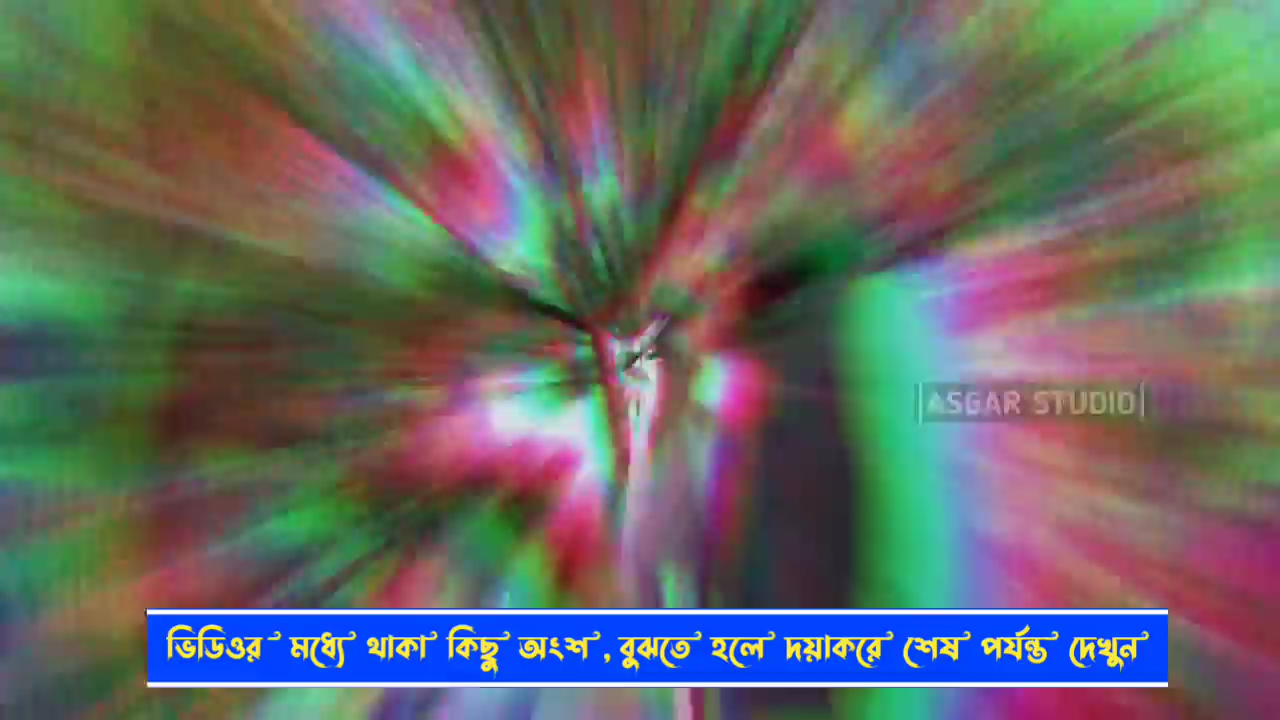 ASGAR STUDIO
ভিডিওর মধ্যে থাকা কিছু অংশ, বুঝতে হলে দয়াকরে শেষ পর্যন্ত দেখুন